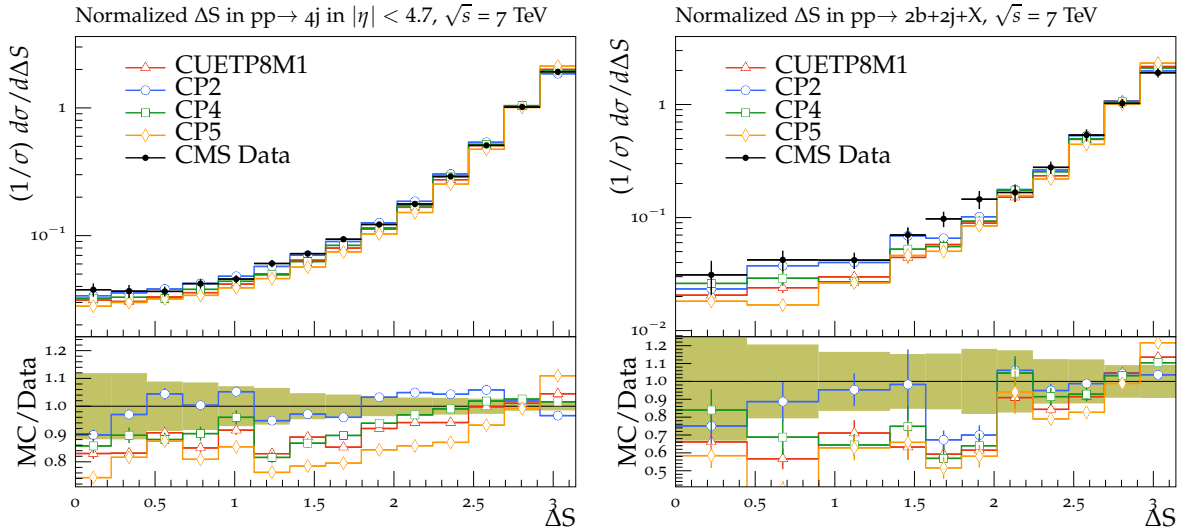 Normalized ΔS in pp→ 4j in |η| < 4.7, √s = 7 TeV
(1/σ) dσ/dΔS
1
10⁻¹
CUETP8M1
CP2
CP4
CP5
CMS Data
MC/Data
1.2
1.1
1.0
0.9
0.8
0 0.5 1 1.5 2 2.5 3
ΔS
Normalized ΔS in pp→ 2b+2j+X, √s = 7 TeV
(1/σ) dσ/dΔS
1
10⁻¹
10⁻²
CUETP8M1
CP2
CP4
CP5
CMS Data
MC/Data
1.2
1.1
1.0
0.9
0.8
0.7
0.6
0.5
0 0.5 1 1.5 2 2.5 3
ΔS